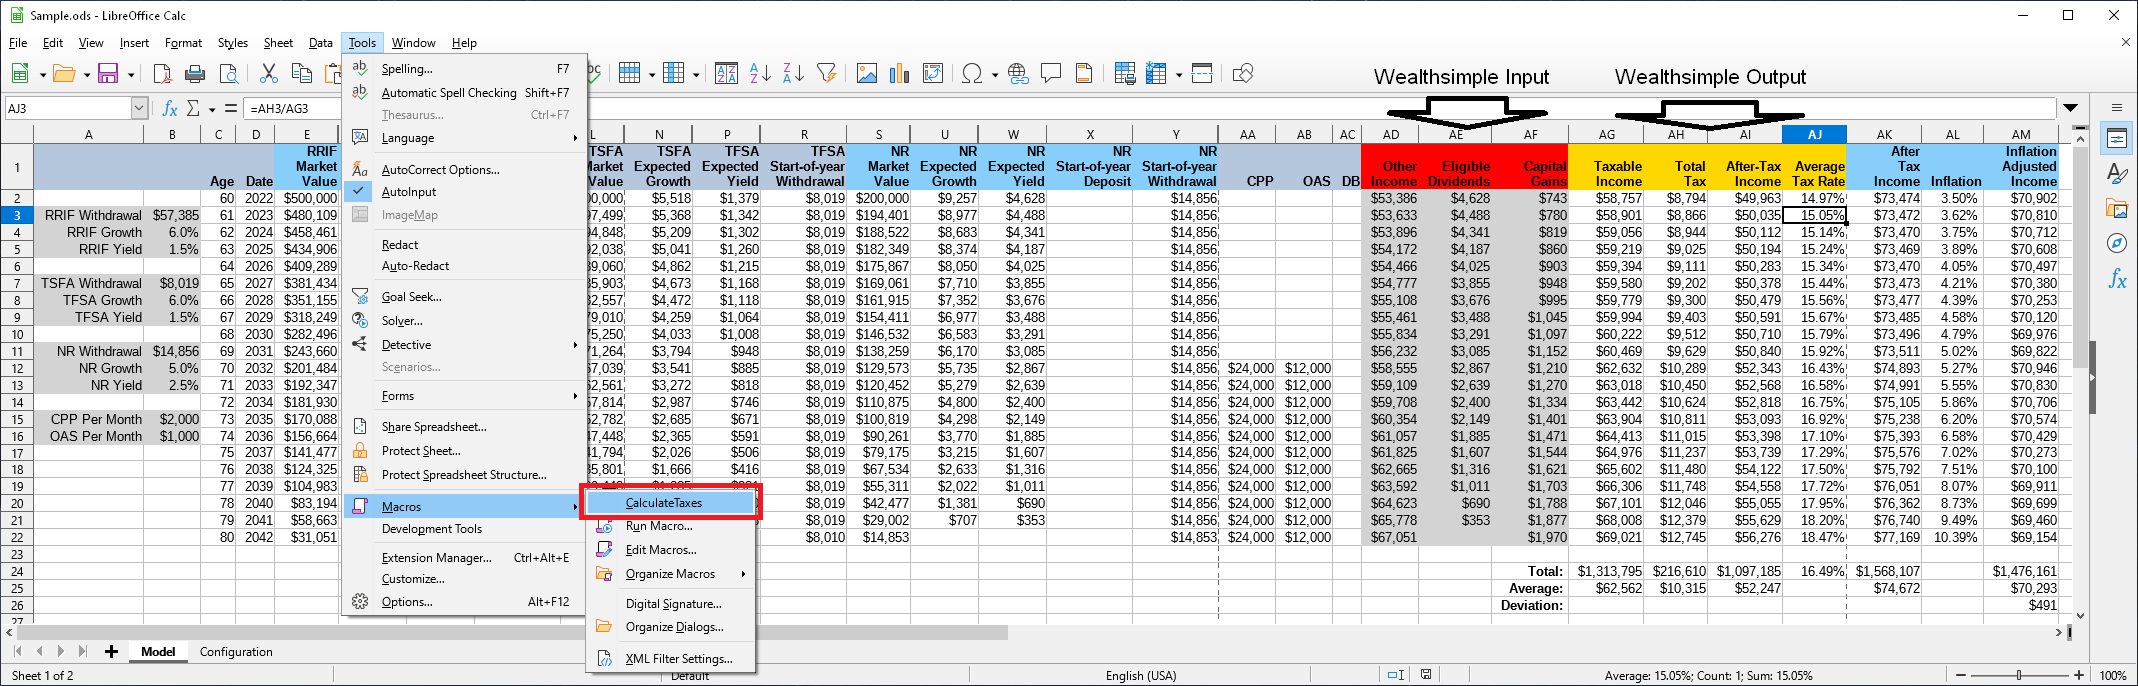 Sample.ods - LibreOffice Calc
File Edit View Insert Format Styles Sheet Data Tools Window Help
Wealthsimple Input Wealthsimple Output
AJ3 =AH3/AG3
Spelling... F7
Automatic Spell Checking Shift+F7
Thesaurus... Ctrl+F7
Language
AutoCorrect Options...
AutoInput
ImageMap
Redact
Auto-Redact
Goal Seek...
Solver...
Detective
Scenarios...
Forms
Share Spreadsheet...
Protect Sheet...
Protect Spreadsheet Structure...
Macros
Development Tools
Extension Manager... Ctrl+Alt+E
Customize...
Options... Alt+F12
CalculateTaxes
Run Macro...
Edit Macros...
Organize Macros
Digital Signature...
Organize Dialogs...
XML Filter Settings...
A B C D E L N P R S U W X Y AA AB AC AD AE AF AG AH AI AJ AK AL AM
RRIF TSFA TSFA TFSA TFSA NR NR NR NR NR After Inflation
Market Market Expected Expected Start-of-year Market Expected Expected Start-of-year Start-of-year Other Eligible Capital Taxable Total After-Tax Average Tax Adjusted
1 Age Date Value Value Growth Yield Withdrawal Value Growth Yield Deposit Withdrawal CPP OAS DB Income Dividends Gains Income Tax Income Tax Rate Income Inflation Income
2 60 2022 $500,000 00,000 $5,518 $1,379 $8,019 $200,000 $9,257 $4,628 $14,856 $53,386 $4,628 $743 $58,757 $8,794 $49,963 14.97% $73,474 3.50% $70,902
3 RRIF Withdrawal $57,385 61 2023 $480,109 97,499 $5,368 $1,342 $8,019 $194,401 $8,977 $4,488 $14,856 $53,633 $4,488 $780 $58,901 $8,866 $50,035 15.05% $73,472 3.62% $70,810
4 RRIF Growth 6.0% 62 2024 $458,461 94,848 $5,209 $1,302 $8,019 $188,522 $8,683 $4,341 $14,856 $53,896 $4,341 $819 $59,056 $8,944 $50,112 15.14% $73,470 3.75% $70,712
5 RRIF Yield 1.5% 63 2025 $434,906 92,038 $5,041 $1,260 $8,019 $182,349 $8,374 $4,187 $14,856 $54,172 $4,187 $860 $59,219 $9,025 $50,194 15.24% $73,469 3.89% $70,608
6 64 2026 $409,289 89,060 $4,862 $1,215 $8,019 $175,867 $8,050 $4,025 $14,856 $54,466 $4,025 $903 $59,394 $9,111 $50,283 15.34% $73,470 4.05% $70,497
7 TSFA Withdrawal $8,019 65 2027 $381,434 85,903 $4,673 $1,168 $8,019 $169,061 $7,710 $3,855 $14,856 $54,777 $3,855 $948 $59,580 $9,202 $50,378 15.44% $73,473 4.21% $70,380
8 TFSA Growth 6.0% 66 2028 $351,155 82,557 $4,472 $1,118 $8,019 $161,915 $7,352 $3,676 $14,856 $55,108 $3,676 $995 $59,779 $9,300 $50,479 15.56% $73,477 4.39% $70,253
9 TFSA Yield 1.5% 67 2029 $318,249 79,010 $4,259 $1,064 $8,019 $154,411 $6,977 $3,488 $14,856 $55,461 $3,488 $1,045 $59,994 $9,403 $50,591 15.67% $73,485 4.58% $70,120
10 68 2030 $282,496 75,250 $4,033 $1,008 $8,019 $146,532 $6,583 $3,291 $14,856 $55,834 $3,291 $1,097 $60,222 $9,512 $50,710 15.79% $73,496 4.79% $69,976
11 NR Withdrawal $14,856 69 2031 $243,660 71,264 $3,794 $948 $8,019 $138,259 $6,170 $3,085 $14,856 $56,232 $3,085 $1,152 $60,469 $9,629 $50,840 15.92% $73,511 5.02% $69,822
12 NR Growth 5.0% 70 2032 $201,484 67,039 $3,541 $885 $8,019 $129,573 $5,735 $2,867 $14,856 $24,000 $12,000 $58,555 $2,867 $1,210 $62,632 $10,289 $52,343 16.43% $74,893 5.27% $70,946
13 NR Yield 2.5% 71 2033 $192,347 62,561 $3,272 $818 $8,019 $120,452 $5,279 $2,639 $14,856 $24,000 $12,000 $59,109 $2,639 $1,270 $63,018 $10,450 $52,568 16.58% $74,991 5.55% $70,830
14 72 2034 $181,930 57,814 $2,987 $746 $8,019 $110,875 $4,800 $2,400 $14,856 $24,000 $12,000 $59,708 $2,400 $1,334 $63,442 $10,624 $52,818 16.75% $75,105 5.86% $70,706
15 CPP Per Month $2,000 73 2035 $170,088 52,782 $2,685 $671 $8,019 $100,819 $4,298 $2,149 $14,856 $24,000 $12,000 $60,354 $2,149 $1,401 $63,904 $10,811 $53,093 16.92% $75,238 6.20% $70,574
16 OAS Per Month $1,000 74 2036 $156,664 47,448 $2,365 $591 $8,019 $90,261 $3,770 $1,885 $14,856 $24,000 $12,000 $61,057 $1,885 $1,471 $64,413 $11,015 $53,398 17.10% $75,393 6.58% $70,429
17 75 2037 $141,477 41,794 $2,026 $506 $8,019 $79,175 $3,215 $1,607 $14,856 $24,000 $12,000 $61,825 $1,607 $1,544 $64,976 $11,237 $53,739 17.29% $75,576 7.02% $70,273
18 76 2038 $124,325 35,801 $1,666 $416 $8,019 $67,534 $2,633 $1,316 $14,856 $24,000 $12,000 $62,665 $1,316 $1,621 $65,602 $11,480 $54,122 17.50% $75,792 7.51% $70,100
19 77 2039 $104,983 $8,019 $55,311 $2,022 $1,011 $14,856 $24,000 $12,000 $63,592 $1,011 $1,703 $66,306 $11,748 $54,558 17.72% $76,051 8.07% $69,911
20 78 2040 $83,194 $8,019 $42,477 $1,381 $690 $14,856 $24,000 $12,000 $64,623 $690 $1,788 $67,101 $12,046 $55,055 17.95% $76,362 8.73% $69,699
21 79 2041 $58,663 $8,019 $29,002 $707 $353 $14,856 $24,000 $12,000 $65,778 $353 $1,877 $68,008 $12,379 $55,629 18.20% $76,740 9.49% $69,460
22 80 2042 $31,051 $8,010 $14,853 $14,853 $24,000 $12,000 $67,051 $1,970 $69,021 $12,745 $56,276 18.47% $77,169 10.39% $69,154
23
24 Total: $1,313,795 $216,610 $1,097,185 16.49% $1,568,107 $1,476,161
25 Average: $62,562 $10,315 $52,247 $74,672 $70,293
26 Deviation: $491
27
Model Configuration
Sheet 1 of 2 Default English (USA) Average: 15.05%; Count: 1; Sum: 15.05% 100%